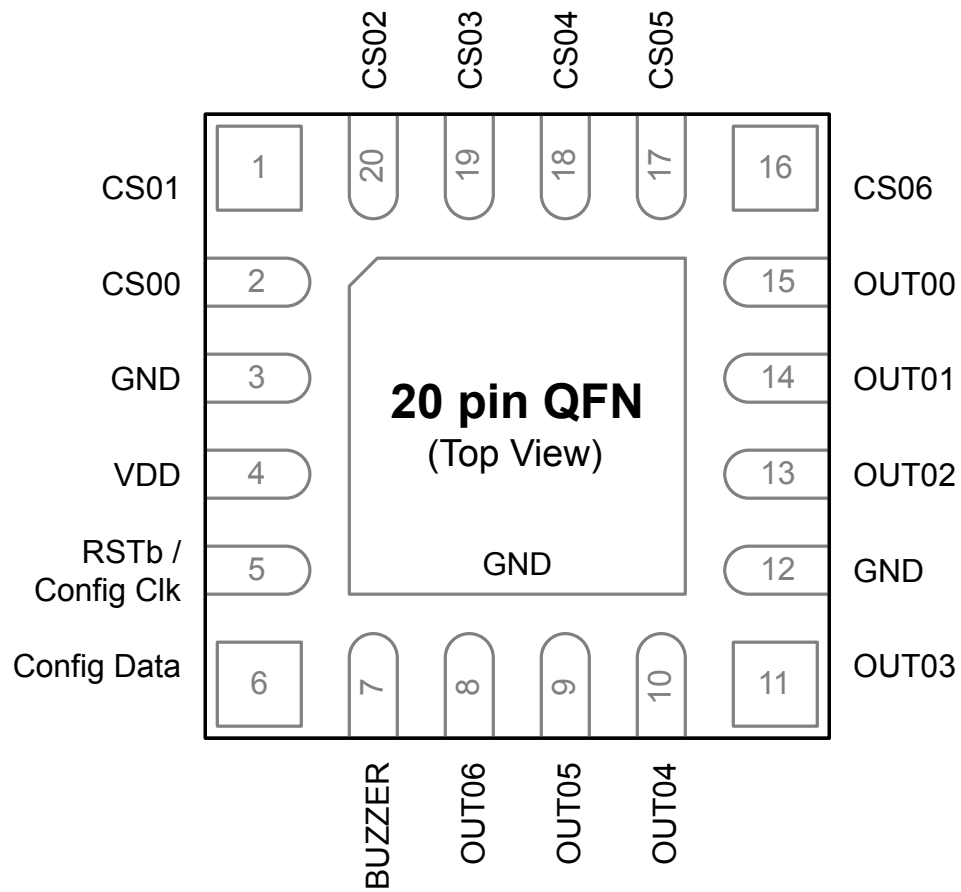 CS02
CS03
CS04
CS05
1
20
19
18
17
16
CS01
CS06
CS00
2
15
OUT00
GND
3
14
OUT01
20 pin QFN
(Top View)
VDD
4
13
OUT02
RSTb /
Config Clk
5
GND
12
GND
Config Data
6
7
8
9
10
11
OUT03
BUZZER
OUT06
OUT05
OUT04